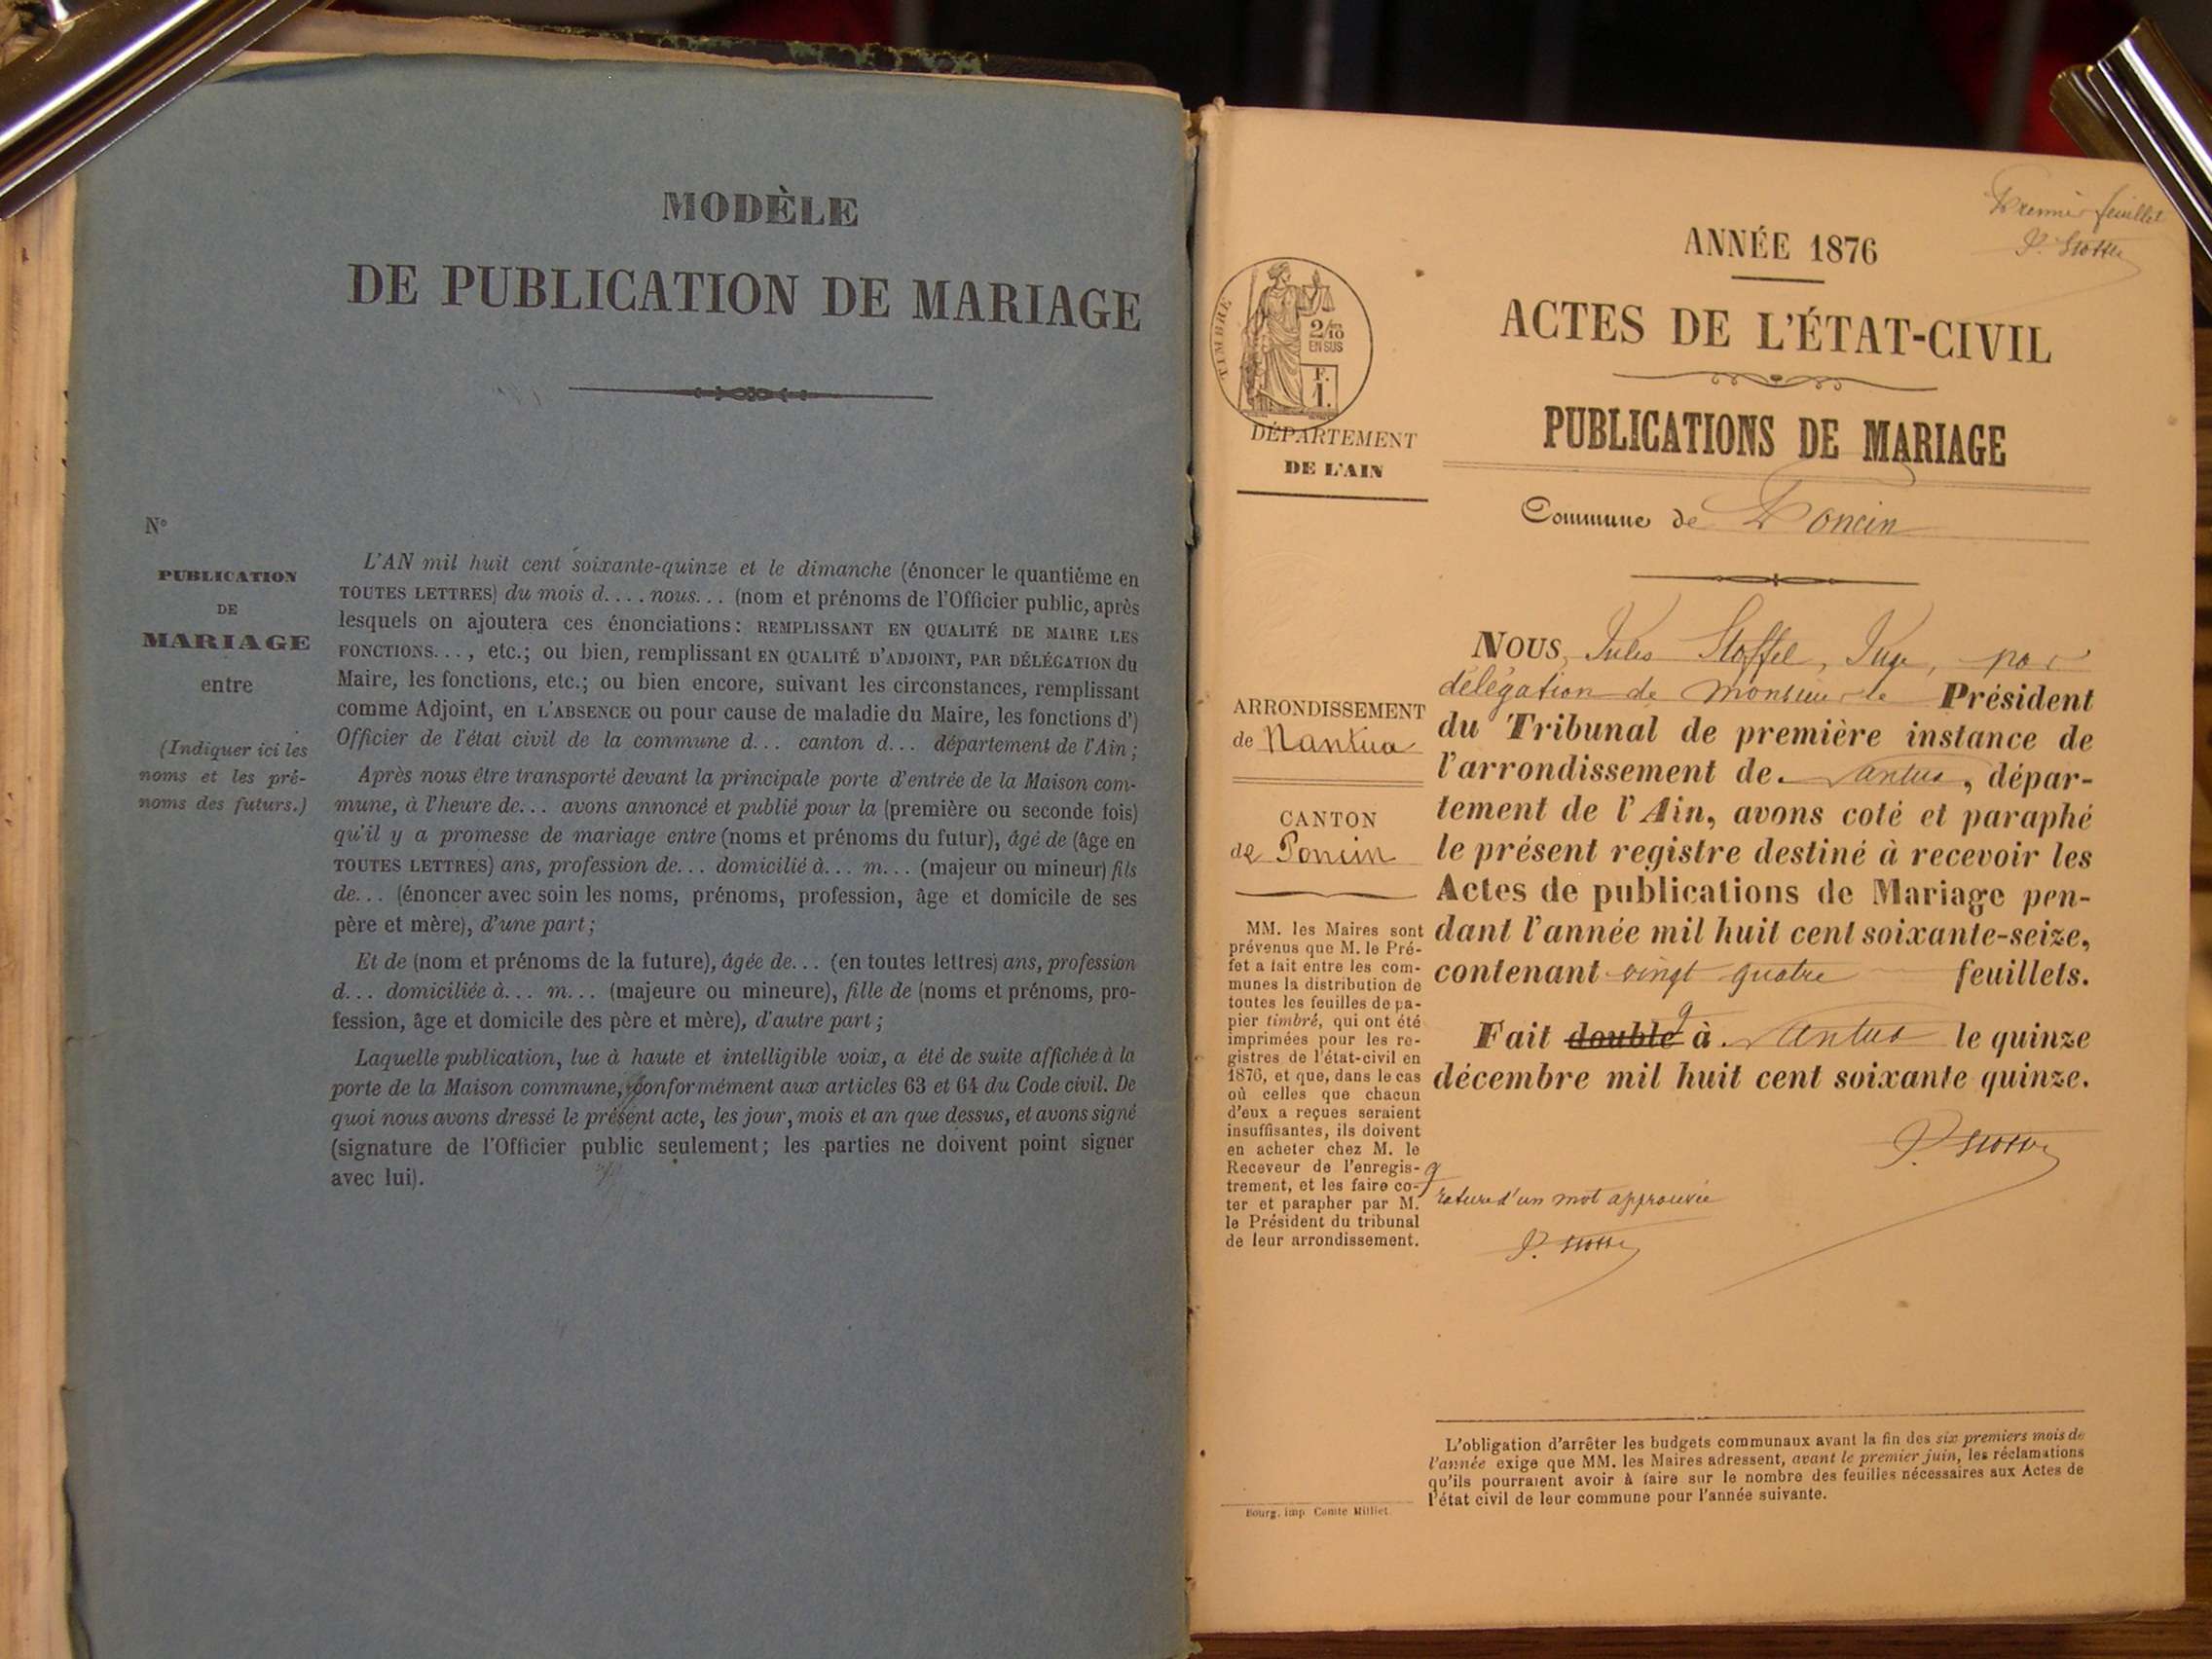 MODÈLE
DE PUBLICATION DE MARIAGE
N°
PUBLICATION
DE
MARIAGE
entre
(Indiquer ici les
noms et les pré-
noms des futurs.)
L'AN mil huit cent soixante-quinze et le dimanche (énoncer le quantième en
TOUTES LETTRES) du mois d.... nous... (nom et prénoms de l'Officier public, après
lesquels on ajoutera ces énonciations: REMPLISSANT EN QUALITÉ DE MAIRE LES
FONCTIONS..., etc.; ou bien, remplissant EN QUALITÉ D'ADJOINT, PAR DÉLÉGATION du
Maire, les fonctions, etc.; ou bien encore, suivant les circonstances, remplissant
comme Adjoint, en L'ABSENCE ou pour cause de maladie du Maire, les fonctions d')
Officier de l'état civil de la commune d... canton d... département de l'Ain;
Après nous être transporté devant la principale porte d'entrée de la Maison com-
mune, à l'heure de... avons annoncé et publié pour la (première ou seconde fois)
qu'il y a promesse de mariage entre (noms et prénoms du futur), âgé de (âge en
TOUTES LETTRES) ans, profession de... domicilié à... m... (majeur ou mineur) fils
de... (énoncer avec soin les noms, prénoms, profession, âge et domicile de ses
père et mère), d'une part;
Et de (nom et prénoms de la future), âgée de... (en toutes lettres) ans, profession
d... domiciliée à... m... (majeure ou mineure), fille de (noms et prénoms, pro-
fession, âge et domicile des père et mère), d'autre part;
Laquelle publication, lue à haute et intelligible voix, a été de suite affichée à la
porte de la Maison commune, conformément aux articles 63 et 64 du Code civil. De
quoi nous avons dressé le présent acte, les jour, mois et an que dessus, et avons signé
(signature de l'Officier public seulement; les parties ne doivent point signer
avec lui).
Premier feuillet
ANNÉE 1876
ACTES DE L'ÉTAT-CIVIL
PUBLICATIONS DE MARIAGE
TIMBRE
2/10
EN SUS
F.
1.
DÉPARTEMENT
DE L'AIN
Commune de Poncin
ARRONDISSEMENT
de Nantua
CANTON
de Poncin
MM. les Maires sont
prévenus que M. le Pré-
fet a fait entre les com-
munes la distribution de
toutes les feuilles de pa-
pier timbré, qui ont été
imprimées pour les re-
gistres de l'état-civil en
1876, et que, dans le cas
où celles que chacun
d'eux a reçues seraient
insuffisantes, ils doivent
en acheter chez M. le
Receveur de l'enregis-
trement, et les faire co-
ter et parapher par M.
le Président du tribunal
de leur arrondissement.
NOUS, Jules Stoffel, Juge, par
délégation de Monsieur le Président
du Tribunal de première instance de
l'arrondissement de Nantua, dépar-
tement de l'Ain, avons coté et paraphé
le présent registre destiné à recevoir les
Actes de publications de Mariage pen-
dant l'année mil huit cent soixante-seize,
contenant vingt quatre feuillets.
Fait double à Nantua le quinze
décembre mil huit cent soixante quinze.
rature d'un mot approuvée
L'obligation d'arrêter les budgets communaux avant la fin des six premiers mois de
l'année exige que MM. les Maires adressent, avant le premier juin, les réclamations
qu'ils pourraient avoir à faire sur le nombre des feuilles nécessaires aux Actes de
l'état civil de leur commune pour l'année suivante.
Bourg, imp Comte Milliet